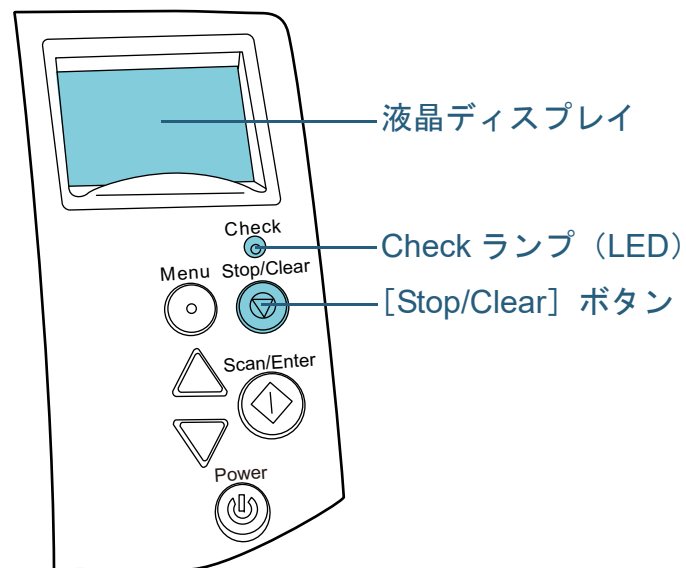 液晶ディスプレイ
Check
Check ランプ（LED）
Menu Stop/Clear
［Stop/Clear］ボタン
Scan/Enter
Power